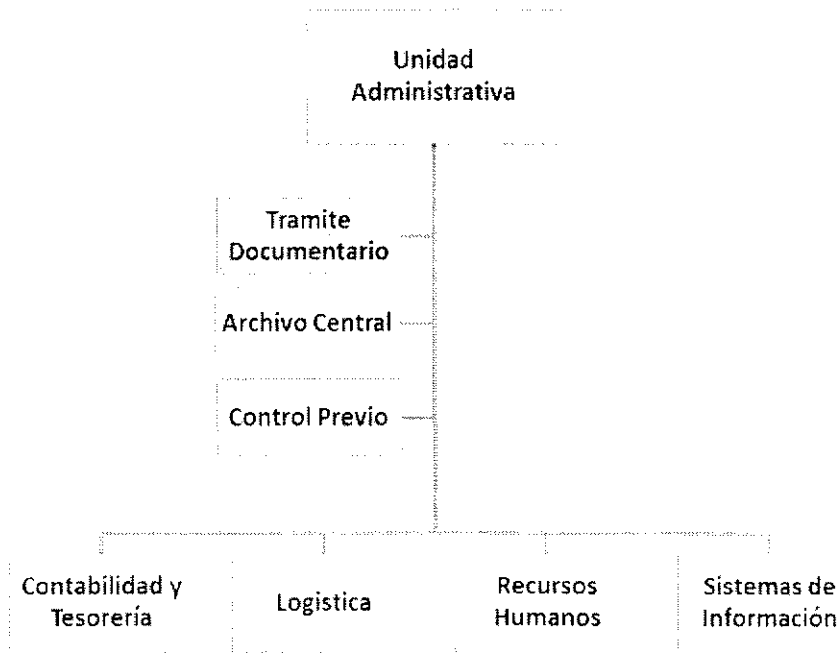 Unidad
Administrativa
Tramite
Documentario
Archivo Central
Control Previo
Contabilidad y
Tesorería
Logistica
Recursos
Humanos
Sistemas de
Información